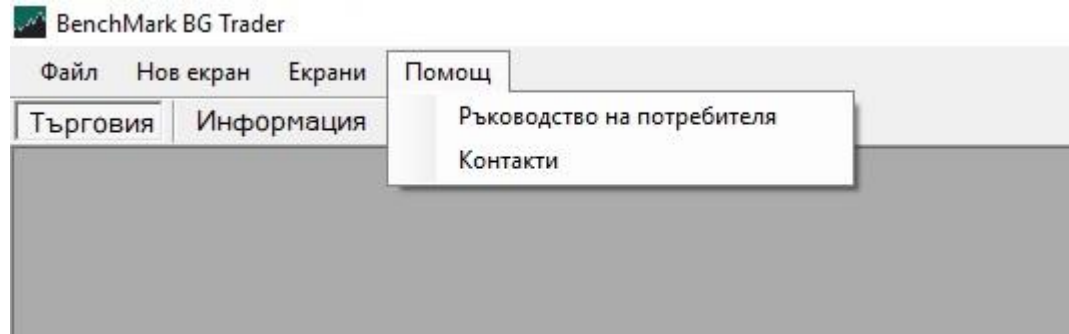 BenchMark BG Trader
Файл Нов екран Екрани Помощ
Търговия Информация
Ръководство на потребителя
Контакти